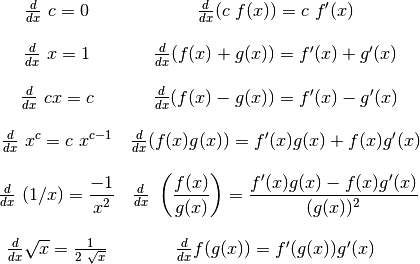 d/dx c = 0    d/dx (c f(x)) = c f′(x)
d/dx x = 1    d/dx (f(x) + g(x)) = f′(x) + g′(x)
d/dx cx = c    d/dx (f(x) − g(x)) = f′(x) − g′(x)
d/dx x^c = c x^{c−1}    d/dx (f(x)g(x)) = f′(x)g(x) + f(x)g′(x)
d/dx (1/x) = −1/x^2    d/dx (f(x)/g(x)) = (f′(x)g(x) − f(x)g′(x))/(g(x))^2
d/dx √x = 1/(2 √x)    d/dx f(g(x)) = f′(g(x))g′(x)